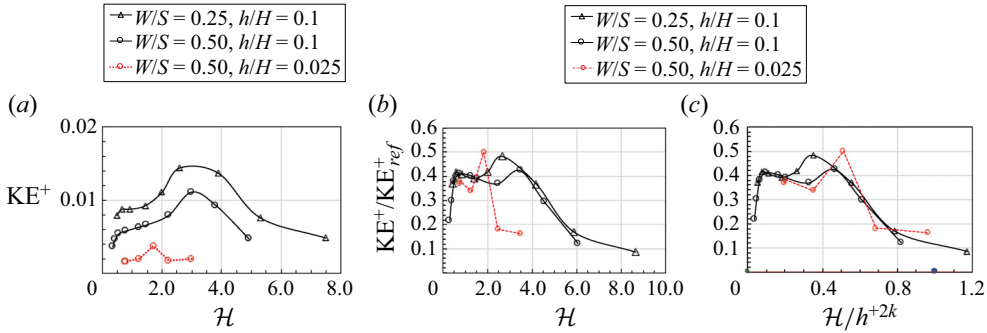 W/S = 0.25, h/H = 0.1
W/S = 0.50, h/H = 0.1
W/S = 0.50, h/H = 0.025
W/S = 0.25, h/H = 0.1
W/S = 0.50, h/H = 0.1
W/S = 0.50, h/H = 0.025
(a)
0.02
0.01
KE+
0 2.0 4.0 6.0 8.0
ℋ
(b)
0.6
0.5
0.4
0.3
0.2
0.1
KE+/KE+ref
0 2.0 4.0 6.0 8.0 10.0
ℋ
(c)
0.6
0.5
0.4
0.3
0.2
0.1
0 0.4 0.8 1.2
ℋ/h+2k